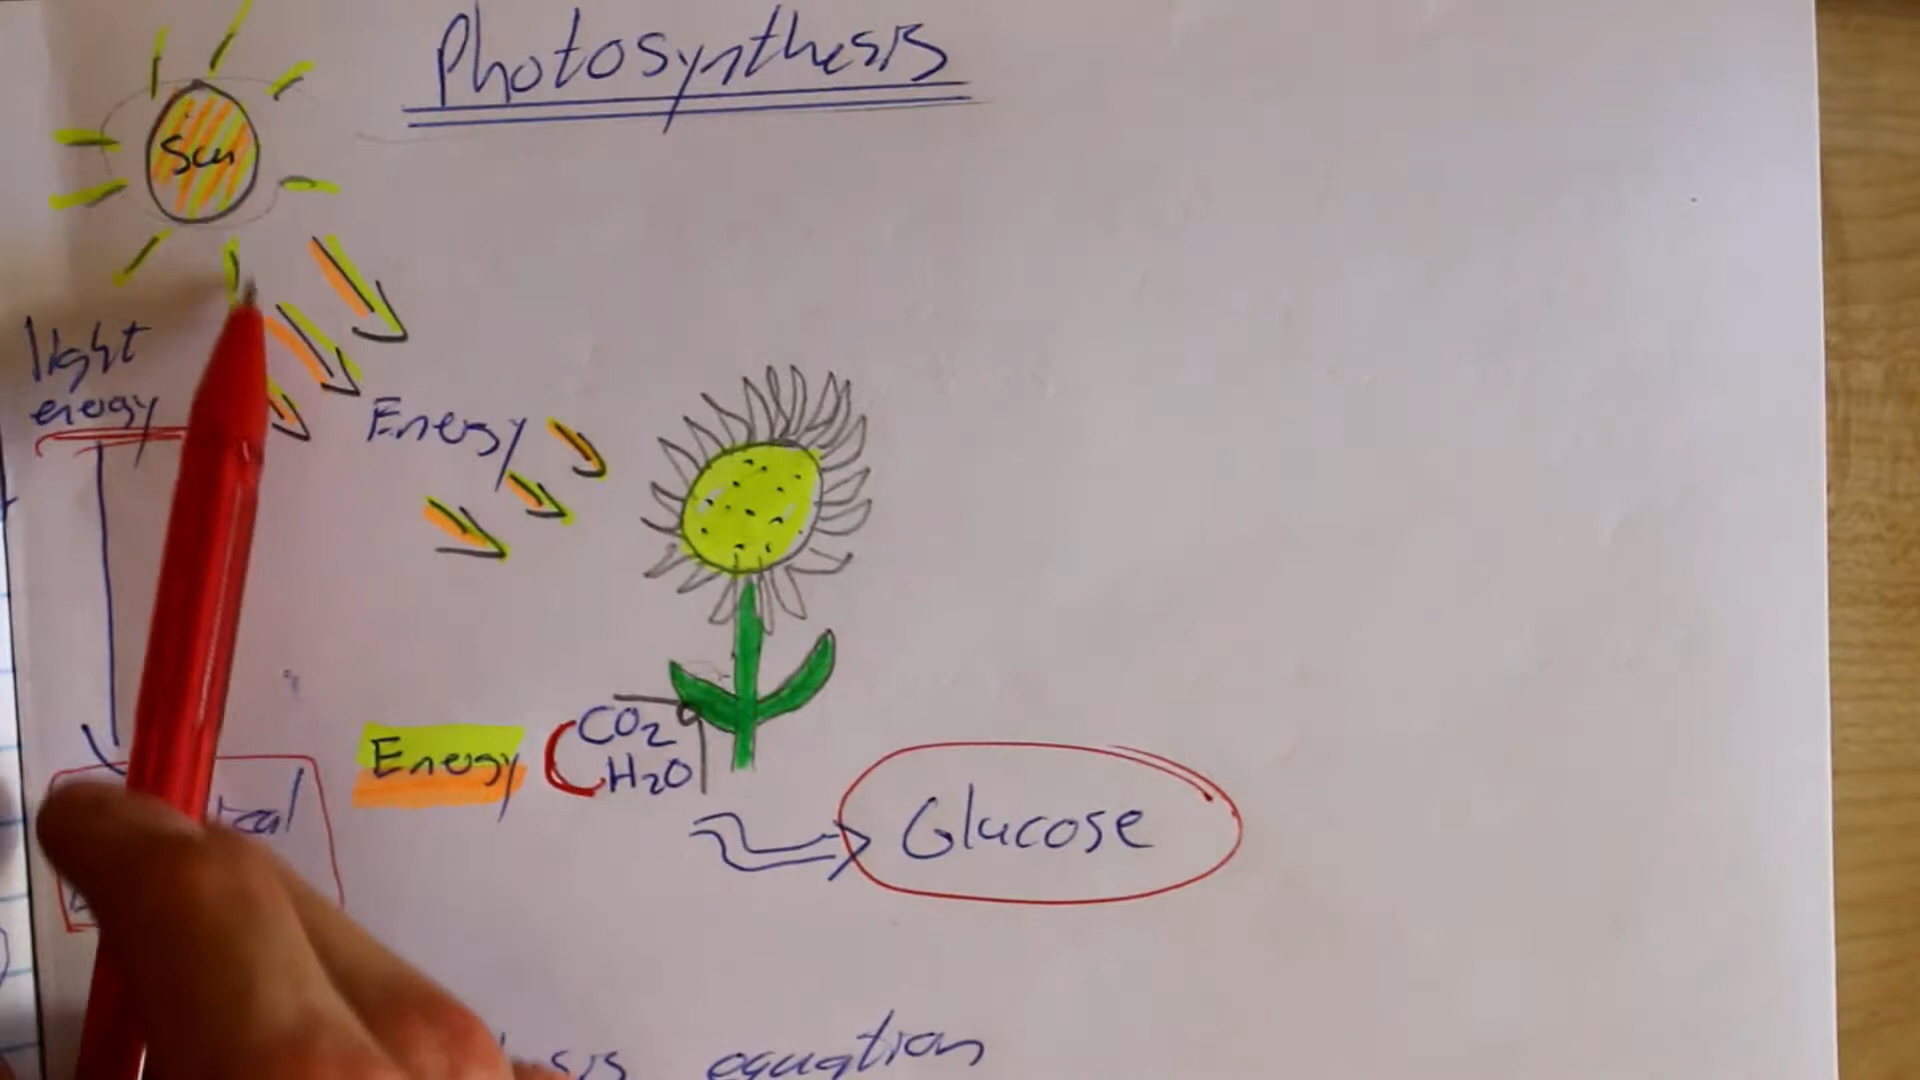 Photosynthesis
Sun
light
energy
Energy
Energy
CO2
H2O
Glucose
equation